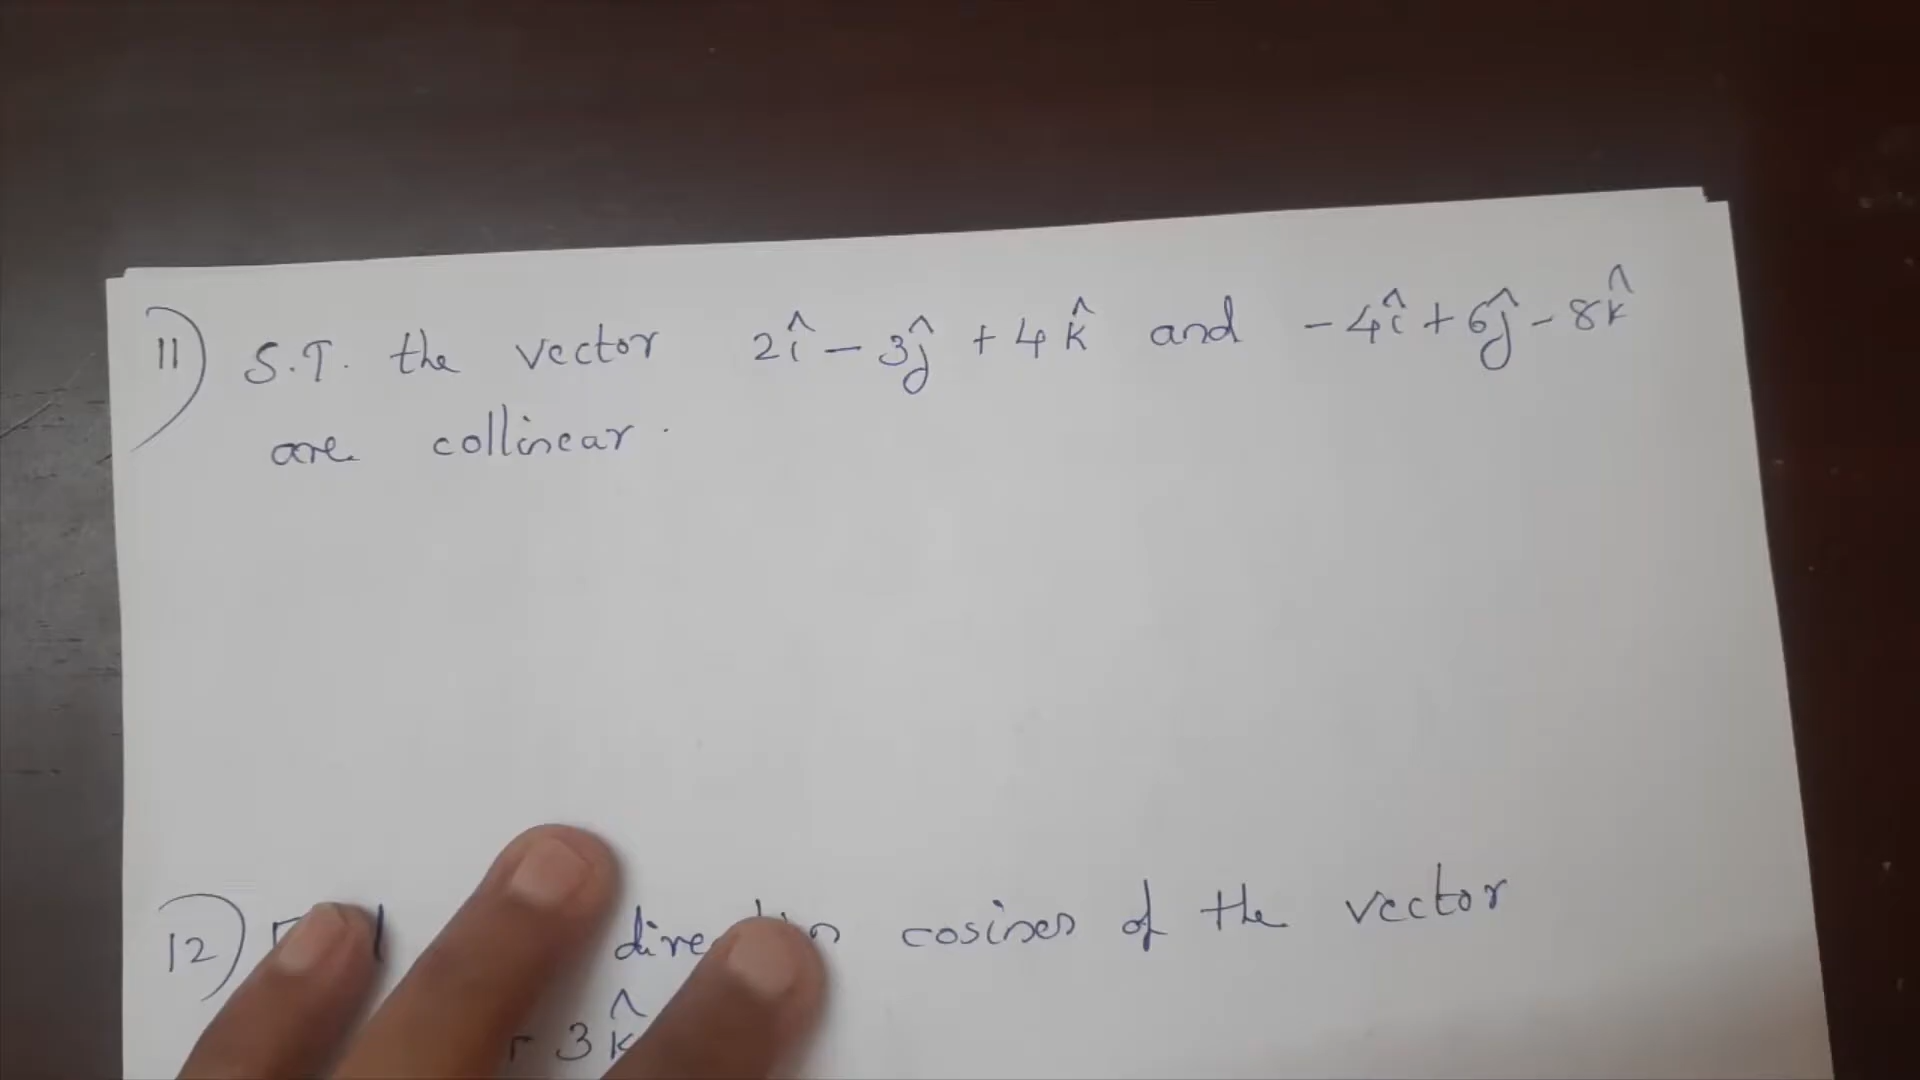 11) S.T. the vector 2î - 3ĵ + 4k̂ and -4î + 6ĵ - 8k̂
are collinear.
12) cosines of the vector
3k̂